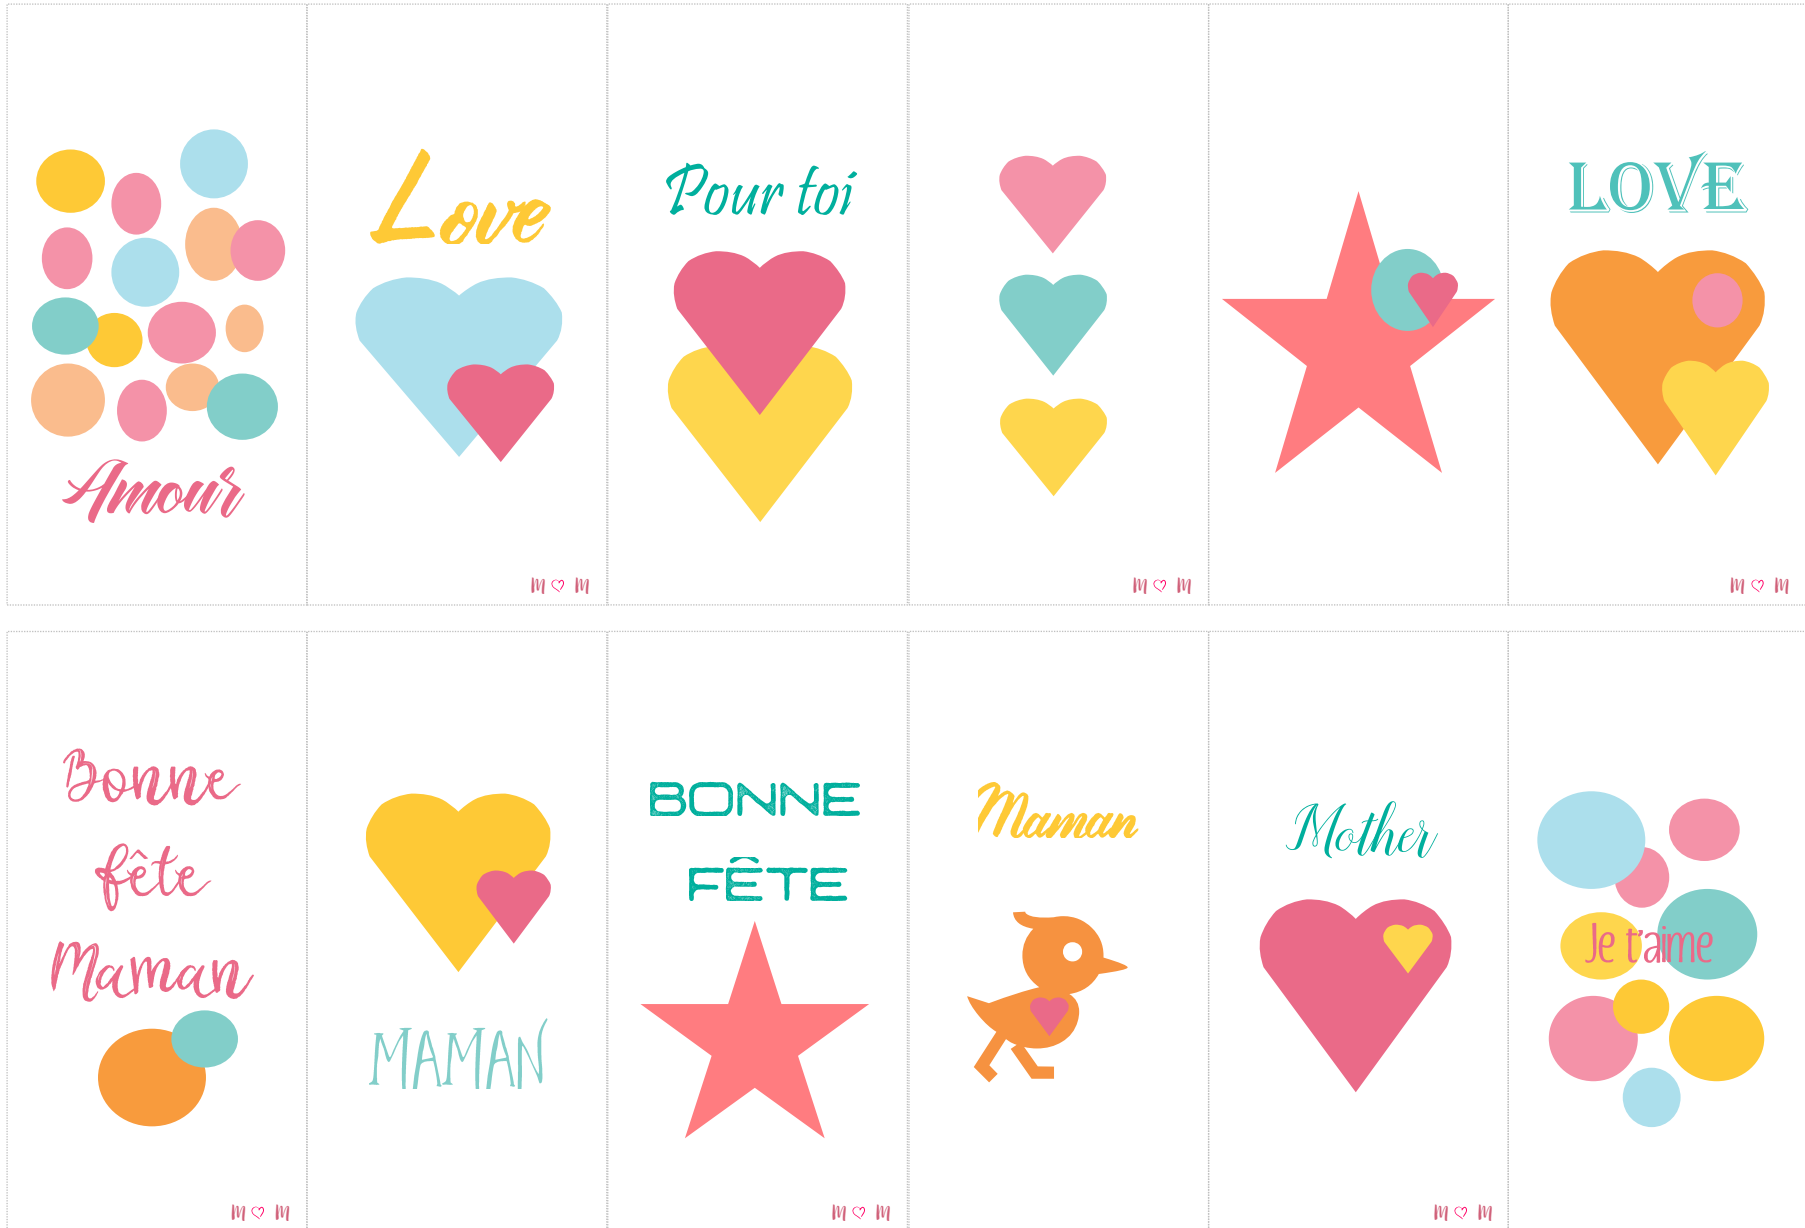 Amour
Love
Pour toi
LOVE
M ♡ M
M ♡ M
M ♡ M
Bonne
fête
Maman
MAMAN
BONNE
FÊTE
Maman
Mother
Je t'aime
M ♡ M
M ♡ M
M ♡ M